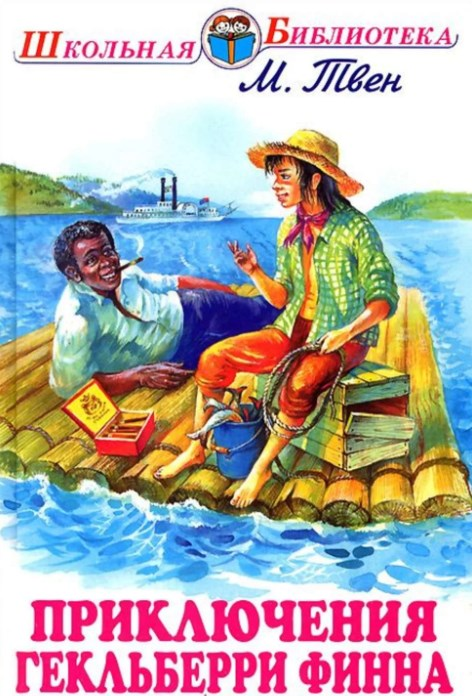 Школьная Библиотека
М. Твен
ПРИКЛЮЧЕНИЯ
ГЕКЛЬБЕРРИ ФИННА